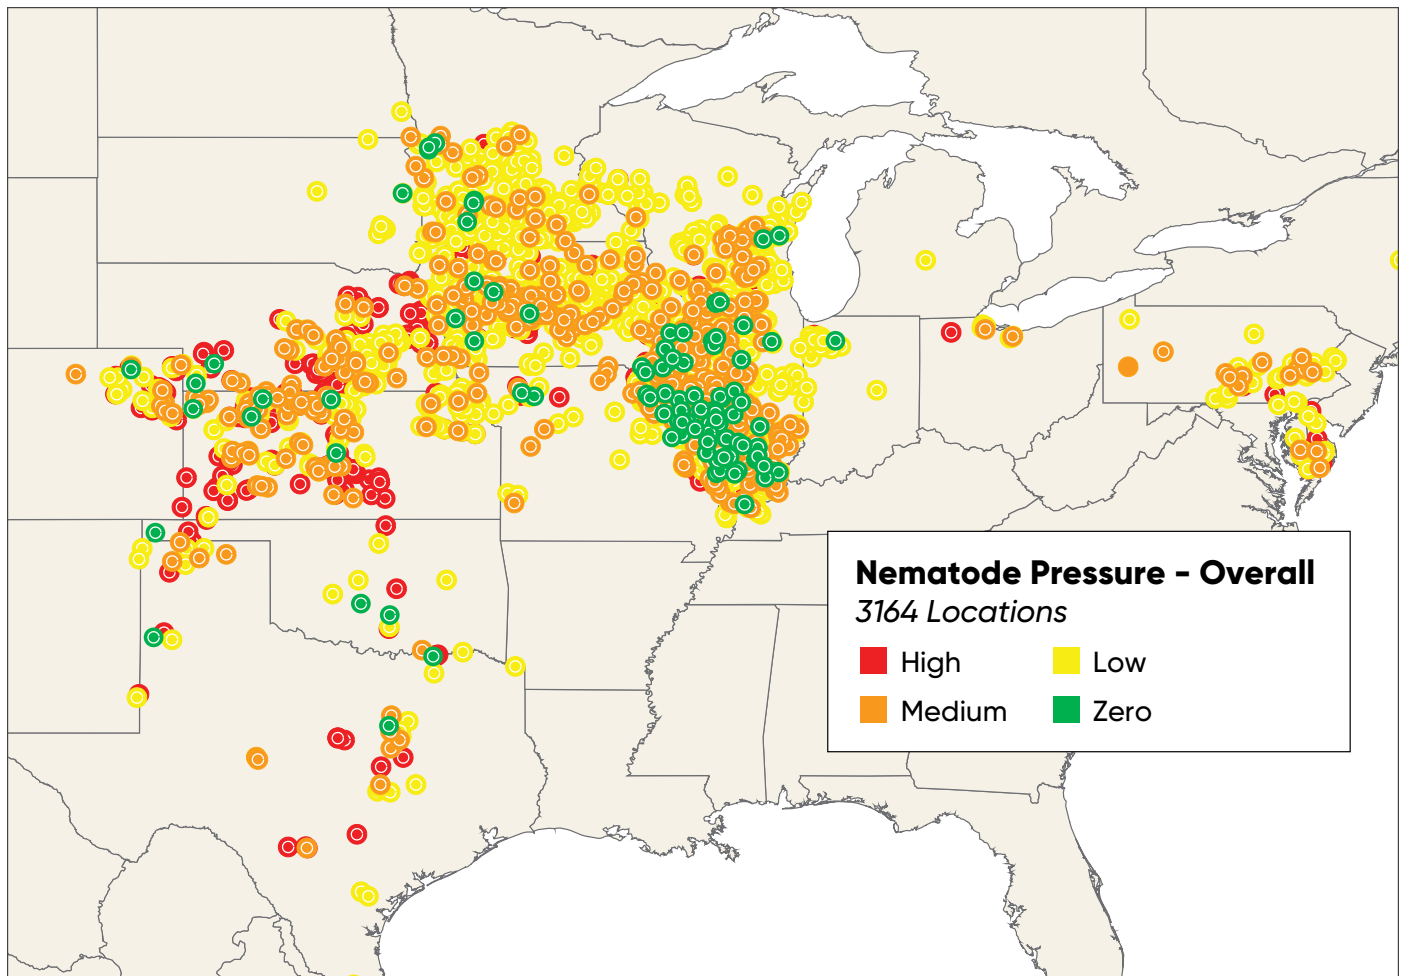 Nematode Pressure - Overall
3164 Locations
High
Low
Medium
Zero